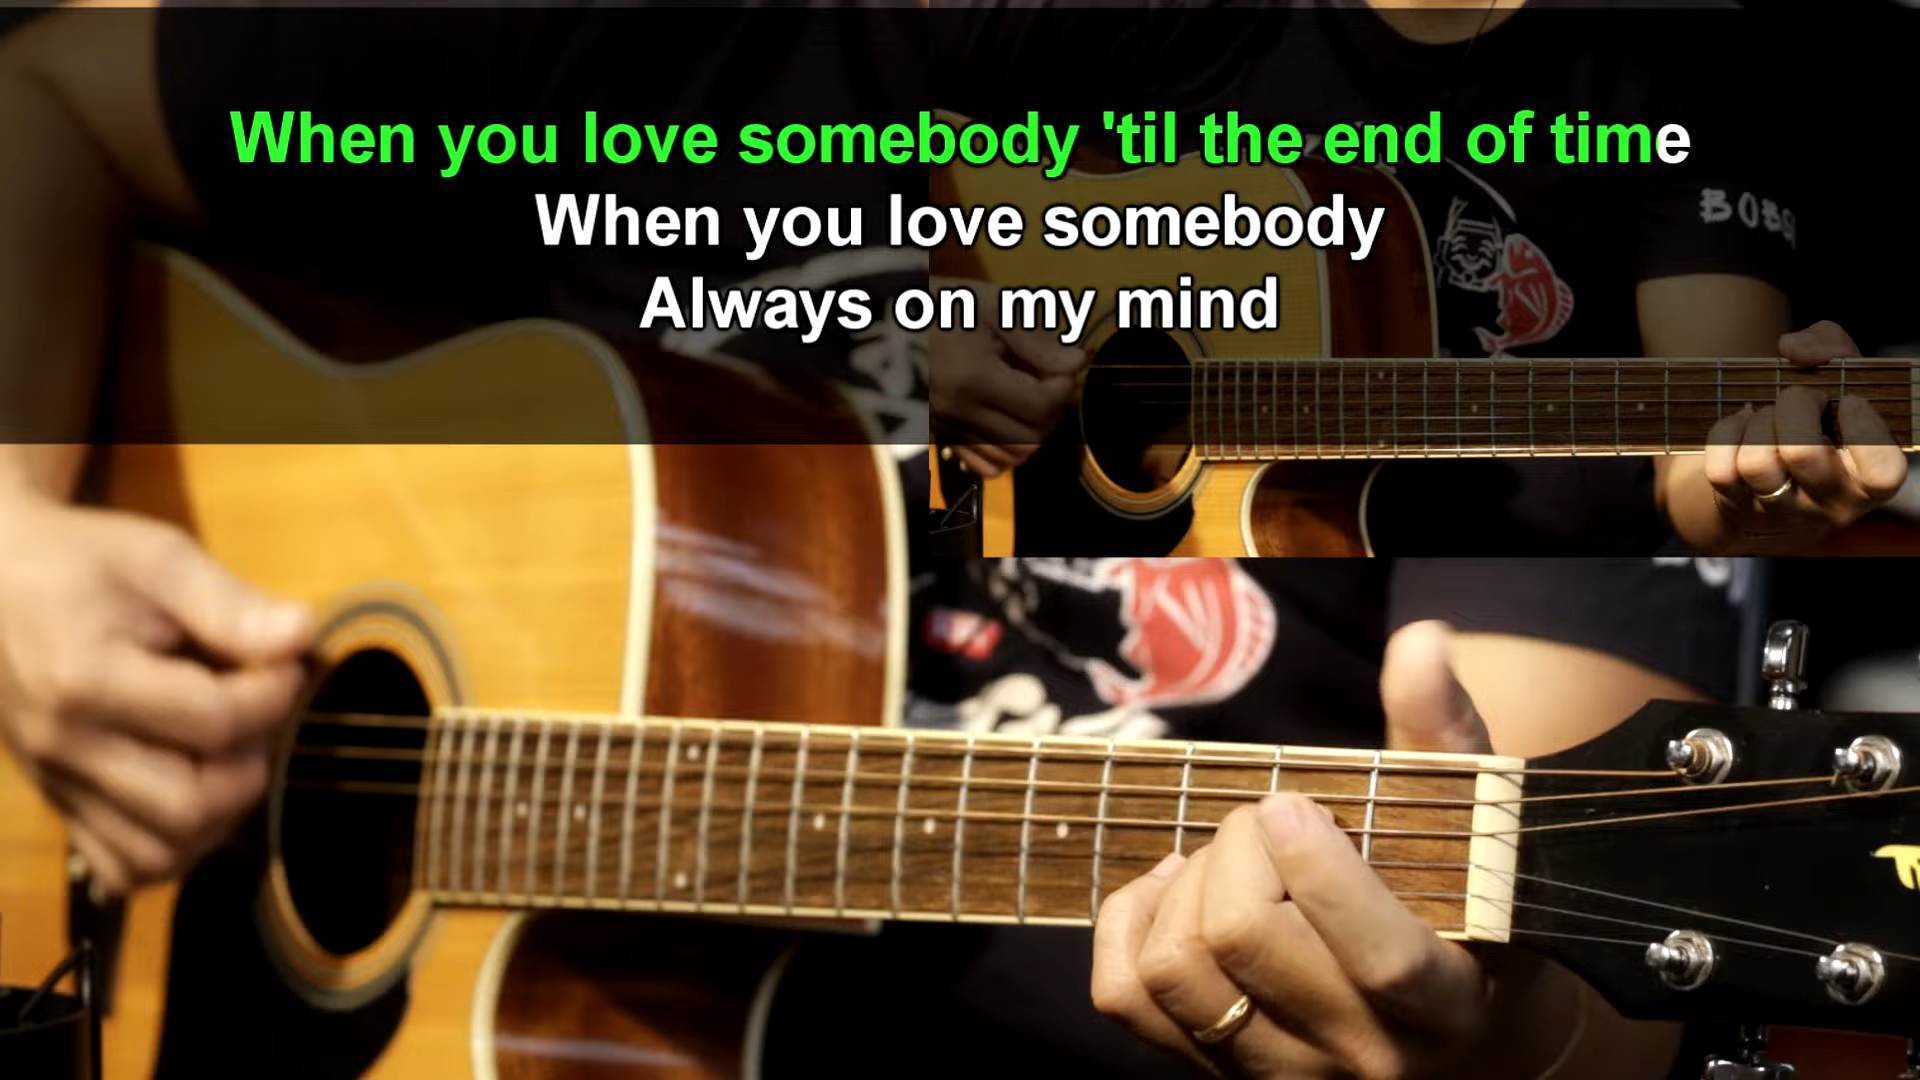 When you love somebody 'til the end of time
When you love somebody
Always on my mind